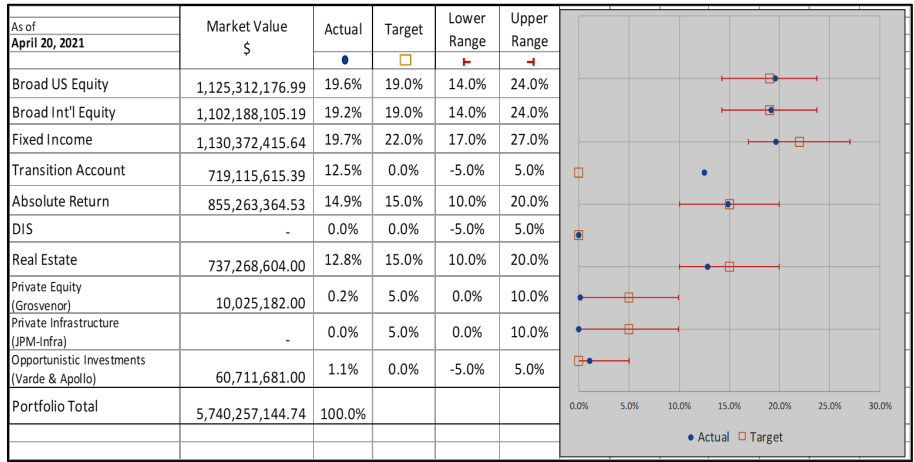 As of
April 20, 2021
Market Value
$
Actual
Target
Lower
Range
Upper
Range
Broad US Equity 1,125,312,176.99 19.6% 19.0% 14.0% 24.0%
Broad Int'l Equity 1,102,188,105.19 19.2% 19.0% 14.0% 24.0%
Fixed Income 1,130,372,415.64 19.7% 22.0% 17.0% 27.0%
Transition Account 719,115,615.39 12.5% 0.0% -5.0% 5.0%
Absolute Return 855,263,364.53 14.9% 15.0% 10.0% 20.0%
DIS - 0.0% 0.0% -5.0% 5.0%
Real Estate 737,268,604.00 12.8% 15.0% 10.0% 20.0%
Private Equity
(Grosvenor) 10,025,182.00 0.2% 5.0% 0.0% 10.0%
Private Infrastructure
(JPM-Infra) - 0.0% 5.0% 0.0% 10.0%
Opportunistic Investments
(Varde & Apollo) 60,711,681.00 1.1% 0.0% -5.0% 5.0%
Portfolio Total 5,740,257,144.74 100.0%
0.0% 5.0% 10.0% 15.0% 20.0% 25.0% 30.0%
Actual Target